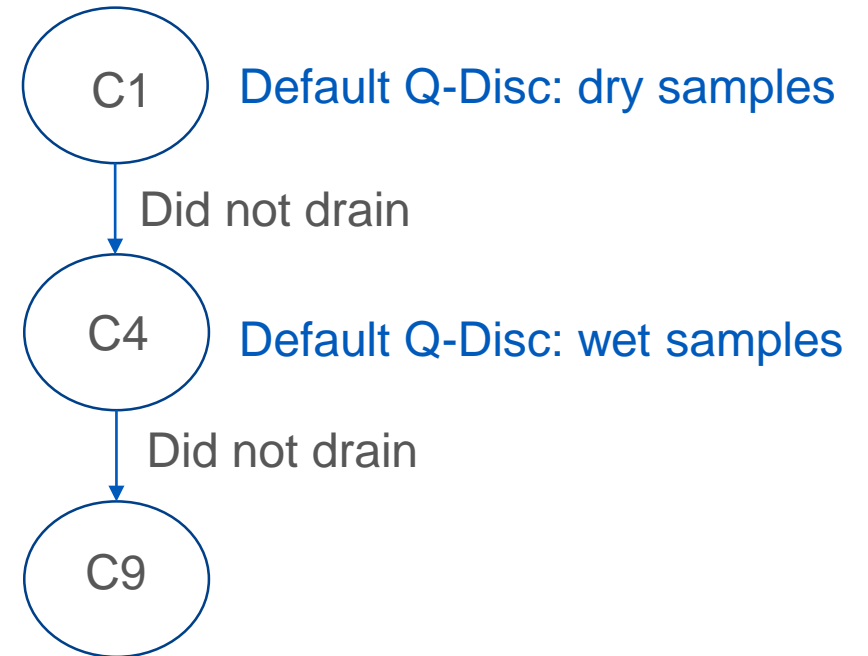 C1 Default Q-Disc: dry samples
Did not drain
C4 Default Q-Disc: wet samples
Did not drain
C9